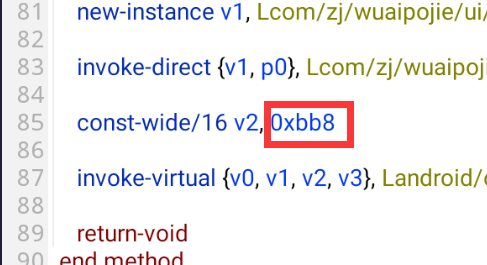 81 new-instance v1, Lcom/zj/wuaipojie/ui/
82
83 invoke-direct {v1, p0}, Lcom/zj/wuaipoji
84
85 const-wide/16 v2, 0xbb8
86
87 invoke-virtual {v0, v1, v2, v3}, Landroid/
88
89 return-void
90 end method